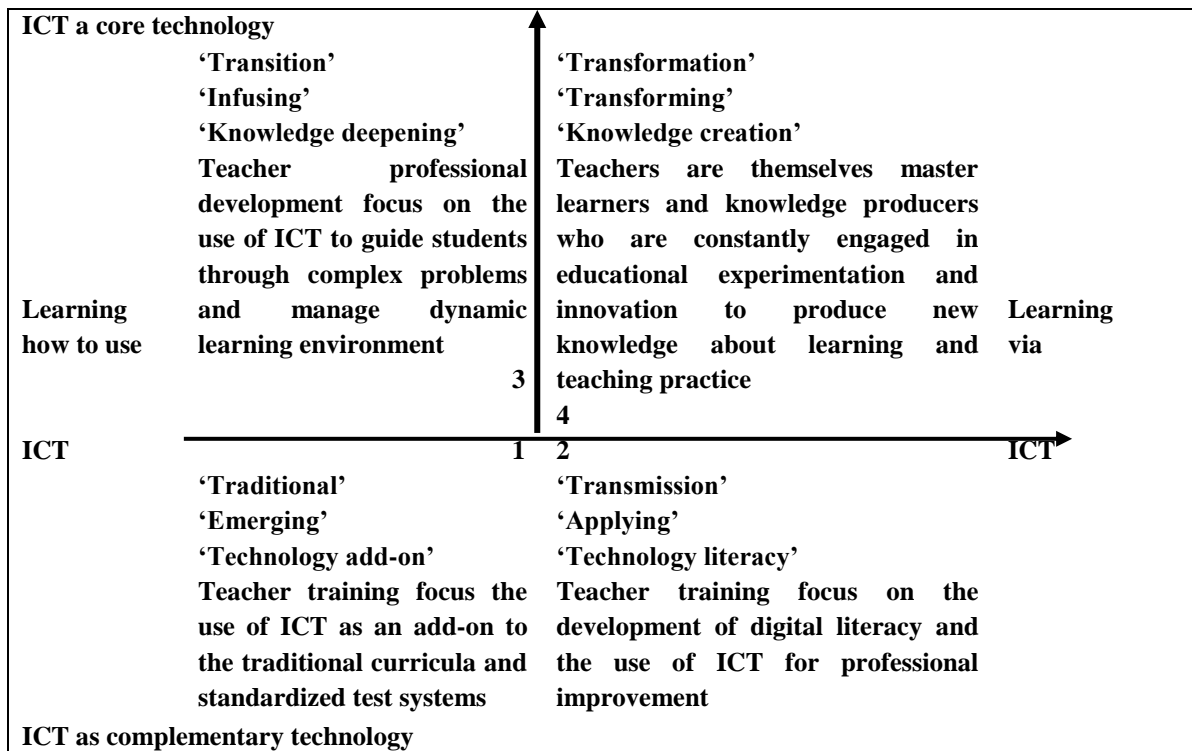 ICT a core technology
‘Transition’
‘Infusing’
‘Knowledge deepening’
Teacher professional
development focus on the
use of ICT to guide students
through complex problems
and manage dynamic
learning environment
3
‘Transformation’
‘Transforming’
‘Knowledge creation’
Teachers are themselves master
learners and knowledge producers
who are constantly engaged in
educational experimentation and
innovation to produce new
knowledge about learning and
teaching practice
4
Learning
how to use
ICT
Learning
via
ICT
1
‘Traditional’
‘Emerging’
‘Technology add-on’
Teacher training focus the
use of ICT as an add-on to
the traditional curricula and
standardized test systems
2
‘Transmission’
‘Applying’
‘Technology literacy’
Teacher training focus on the
development of digital literacy and
the use of ICT for professional
improvement
ICT as complementary technology